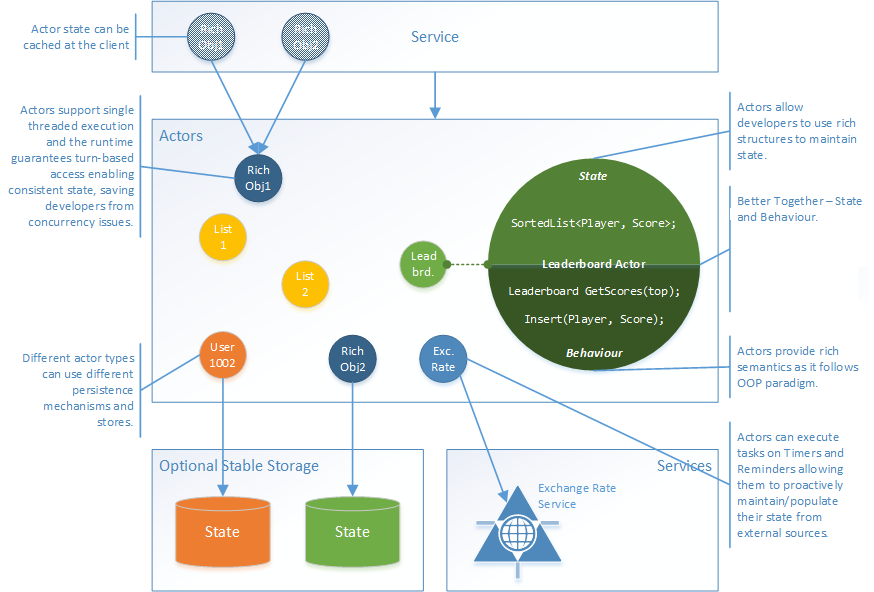 Actor state can be
cached at the client
Rich
Obj1
Rich
Obj2
Service
Actors support single
threaded execution
and the runtime
guarantees turn-based
access enabling
consistent state, saving
developers from
concurrency issues.
Actors
Rich
Obj1
List
1
List
2
Lead
brd.
State
SortedList<Player, Score>;
Leaderboard Actor
Leaderboard GetScores(top);
Insert(Player, Score);
Behaviour
Actors allow
developers to use rich
structures to maintain
state.
Better Together – State
and Behaviour.
Different actor types
can use different
persistence
mechanisms and
stores.
User
1002
Rich
Obj2
Exc.
Rate
Actors provide rich
semantics as it follows
OOP paradigm.
Actors can execute
tasks on Timers and
Reminders allowing
them to proactively
maintain/populate
their state from
external sources.
Optional Stable Storage
State
State
Services
Exchange Rate
Service